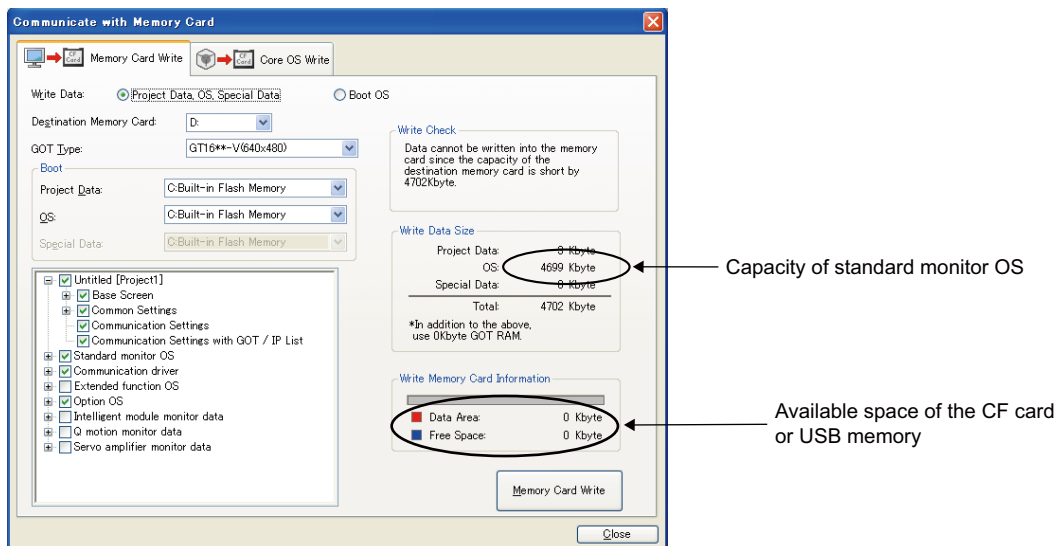 Communicate with Memory Card
CF Card Memory Card Write
CF Card Core OS Write
Write Data: Project Data, OS, Special Data Boot OS
Destination Memory Card: D:
GOT Type: GT16**-V(640x480)
Boot
Project Data: C:Built-in Flash Memory
OS: C:Built-in Flash Memory
Special Data: C:Built-in Flash Memory
Untitled [Project1]
Base Screen
Common Settings
Communication Settings
Communication Settings with GOT / IP List
Standard monitor OS
Communication driver
Extended function OS
Option OS
Intelligent module monitor data
Q motion monitor data
Servo amplifier monitor data
Write Check
Data cannot be written into the memory
card since the capacity of the
destination memory card is short by
4702Kbyte.
Write Data Size
Project Data: Kbyte
OS: 4699 Kbyte
Special Data: Kbyte
Total: 4702 Kbyte
*In addition to the above,
use 0Kbyte GOT RAM.
Write Memory Card Information
Data Area: 0 Kbyte
Free Space: 0 Kbyte
Memory Card Write
Close
Capacity of standard monitor OS
Available space of the CF card
or USB memory